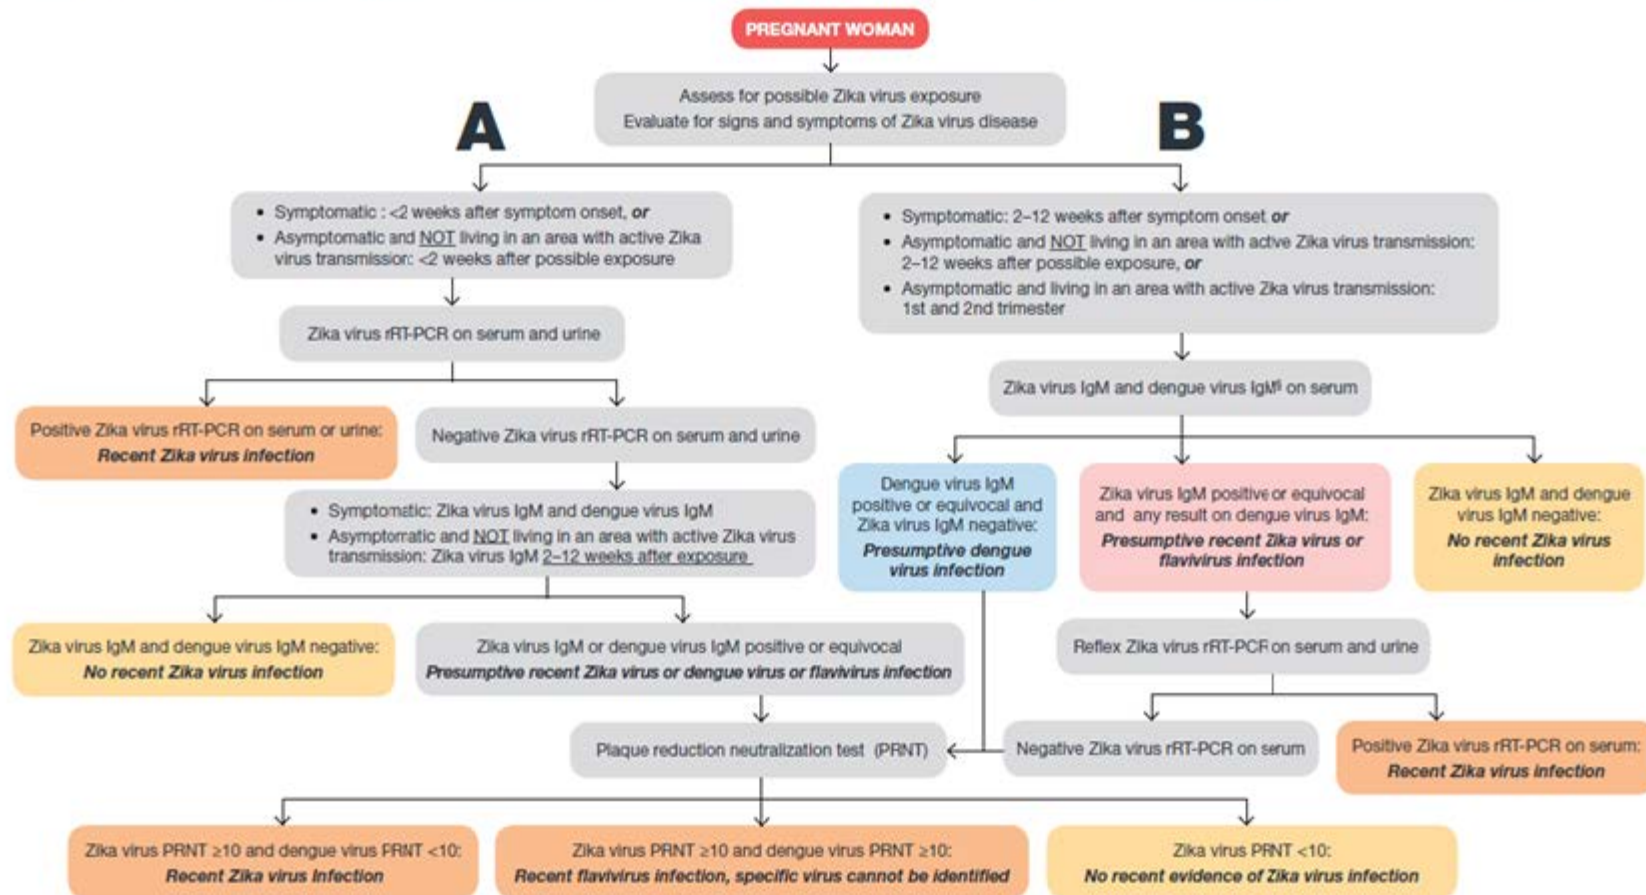 PREGNANT WOMAN
Assess for possible Zika virus exposure
Evaluate for signs and symptoms of Zika virus disease
A
B
• Symptomatic : <2 weeks after symptom onset, or
• Asymptomatic and NOT living in an area with active Zika
virus transmission: <2 weeks after possible exposure
• Symptomatic: 2–12 weeks after symptom onset or
• Asymptomatic and NOT living in an area with active Zika virus transmission:
2–12 weeks after possible exposure, or
• Asymptomatic and living in an area with active Zika virus transmission:
1st and 2nd trimester
Zika virus rRT-PCR on serum and urine
Zika virus IgM and dengue virus IgM§ on serum
Positive Zika virus rRT-PCR on serum or urine:
Recent Zika virus infection
Negative Zika virus rRT-PCR on serum and urine
Dengue virus IgM
positive or equivocal and
Zika virus IgM negative:
Presumptive dengue
virus infection
Zika virus IgM positive or equivocal
and any result on dengue virus IgM:
Presumptive recent Zika virus or
flavivirus infection
Zika virus IgM and dengue
virus IgM negative:
No recent Zika virus
infection
• Symptomatic: Zika virus IgM and dengue virus IgM
• Asymptomatic and NOT living in an area with active Zika virus
transmission: Zika virus IgM 2–12 weeks after exposure
Zika virus IgM and dengue virus IgM negative:
No recent Zika virus infection
Zika virus IgM or dengue virus IgM positive or equivocal
Presumptive recent Zika virus or dengue virus or flavivirus infection
Reflex Zika virus rRT-PCR on serum and urine
Plaque reduction neutralization test (PRNT)
Negative Zika virus rRT-PCR on serum
Positive Zika virus rRT-PCR on serum:
Recent Zika virus infection
Zika virus PRNT ≥10 and dengue virus PRNT <10:
Recent Zika virus Infection
Zika virus PRNT ≥10 and dengue virus PRNT ≥10:
Recent flavivirus infection, specific virus cannot be identified
Zika virus PRNT <10:
No recent evidence of Zika virus infection